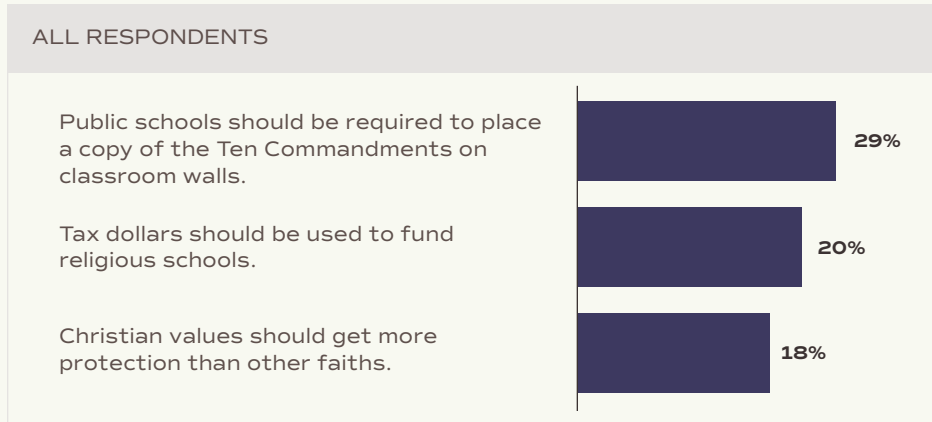 ALL RESPONDENTS
Public schools should be required to place
a copy of the Ten Commandments on
classroom walls.
29%
Tax dollars should be used to fund
religious schools.
20%
Christian values should get more
protection than other faiths.
18%